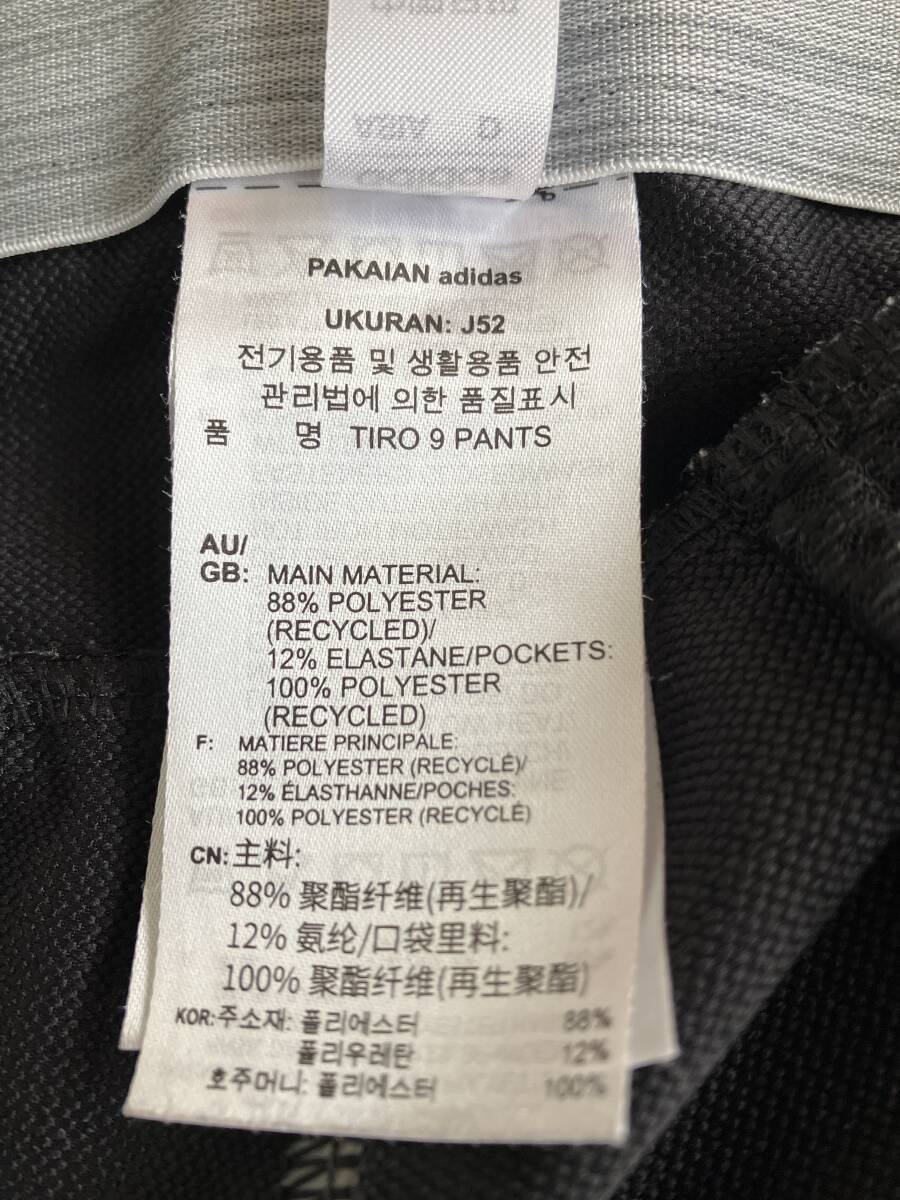 PAKAIAN adidas
UKURAN: J52
전기용품 및 생활용품 안전
관리법에 의한 품질표시
품 명 TIRO 9 PANTS
AU/
GB: MAIN MATERIAL:
88% POLYESTER
(RECYCLED)/
12% ELASTANE/POCKETS:
100% POLYESTER
(RECYCLED)
F: MATIERE PRINCIPALE:
88% POLYESTER (RECYCLÉ)/
12% ÉLASTHANNE/POCHES:
100% POLYESTER (RECYCLÉ)
CN: 主料:
88% 聚酯纤维(再生聚酯)/
12% 氨纶/口袋里料:
100% 聚酯纤维(再生聚酯)
KOR: 주소재: 폴리에스터 88%
폴리우레탄 12%
호주머니: 폴리에스터 100%